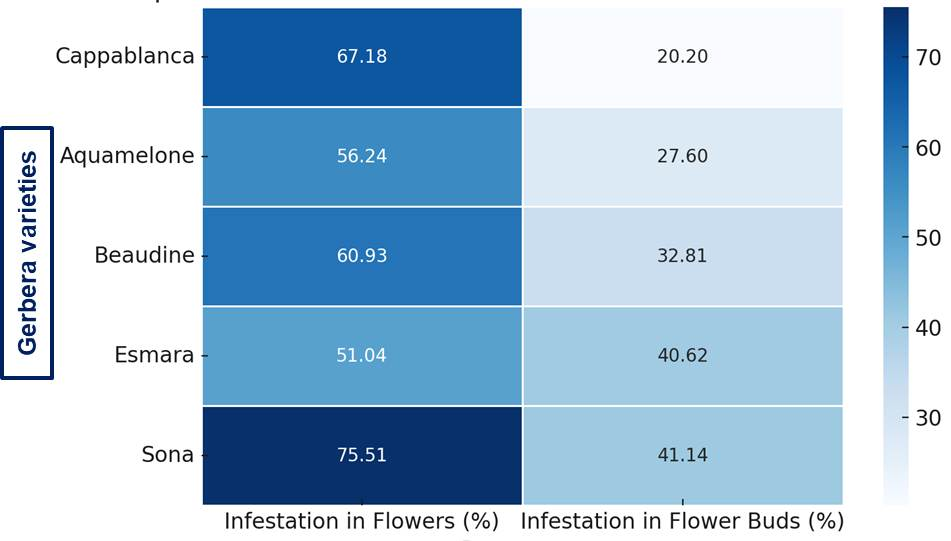 Gerbera varieties
Cappablanca 67.18 20.20
Aquamelone 56.24 27.60
Beaudine 60.93 32.81
Esmara 51.04 40.62
Sona 75.51 41.14
Infestation in Flowers (%) Infestation in Flower Buds (%)
70
60
50
40
30